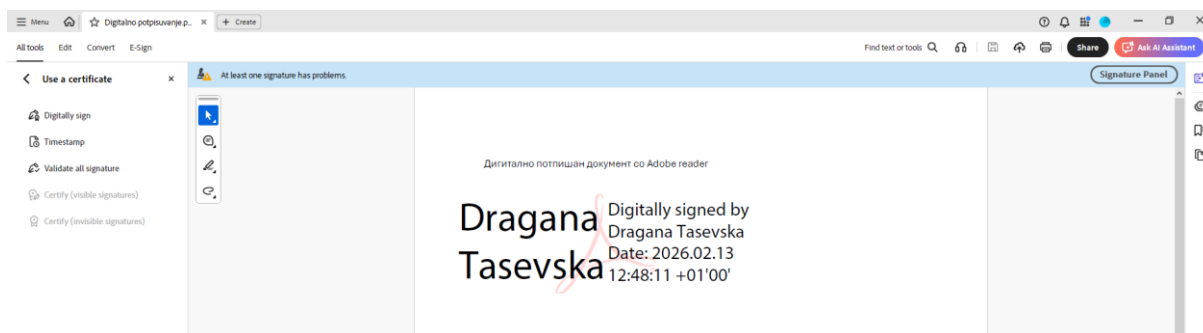 Menu
Digitalno potpisuvanje.p...
+ Create
All tools Edit Convert E-Sign
Find text or tools
Share
Ask AI Assistant
Use a certificate
At least one signature has problems.
Signature Panel
Digitally sign
Timestamp
Validate all signature
Certify (visible signatures)
Certify (invisible signatures)
Дигитално потпишан документ со Adobe reader
Dragana
Tasevska
Digitally signed by
Dragana Tasevska
Date: 2026.02.13
12:48:11 +01'00'